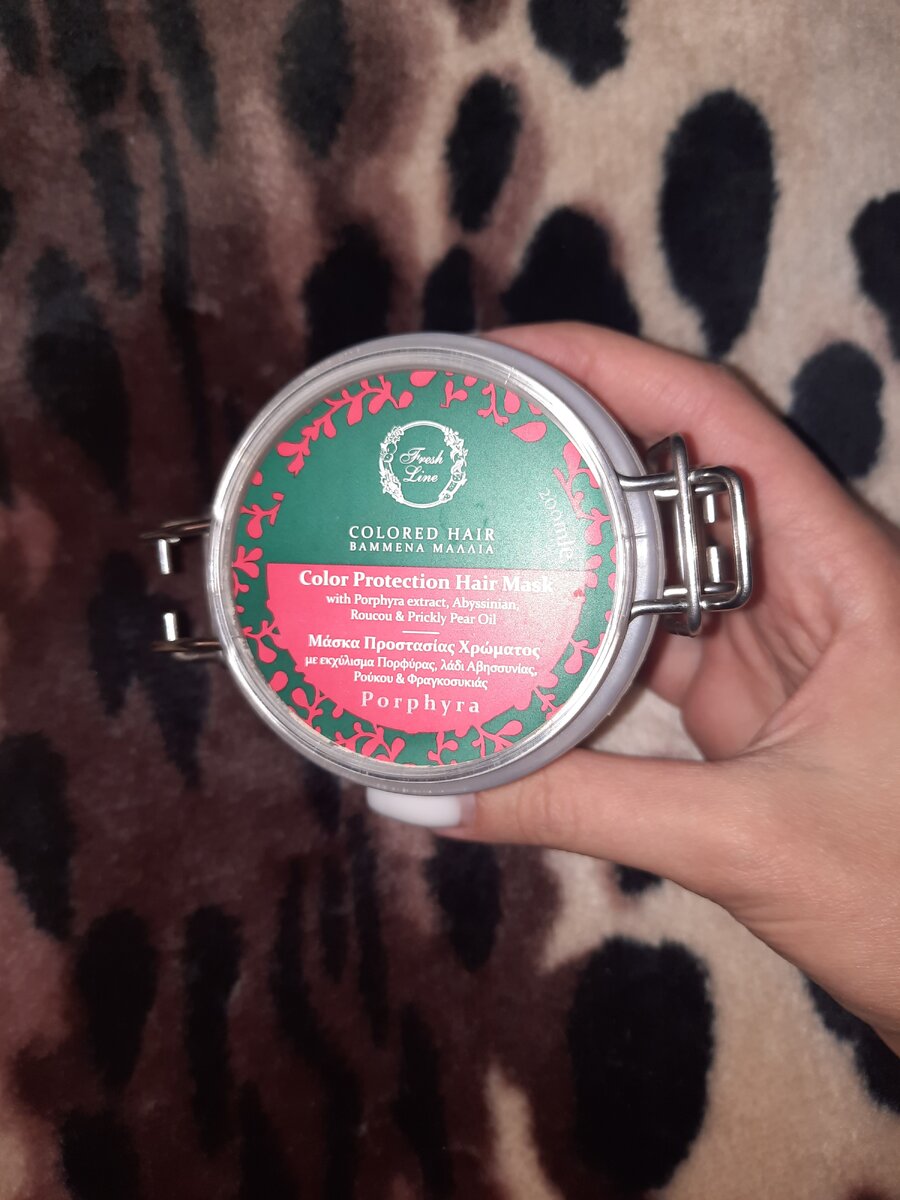 Fresh
Line
200mle
COLORED HAIR
ΒΑΜΜΕΝΑ ΜΑΛΛΙΑ
Color Protection Hair Mask
with Porphyra extract, Abyssinian,
Roucou & Prickly Pear Oil
Μάσκα Προστασίας Χρώματος
με εκχύλισμα Πορφύρας, λάδι Αβησσυνίας,
Ρούκου & Φραγκοσυκιάς
Porphyra